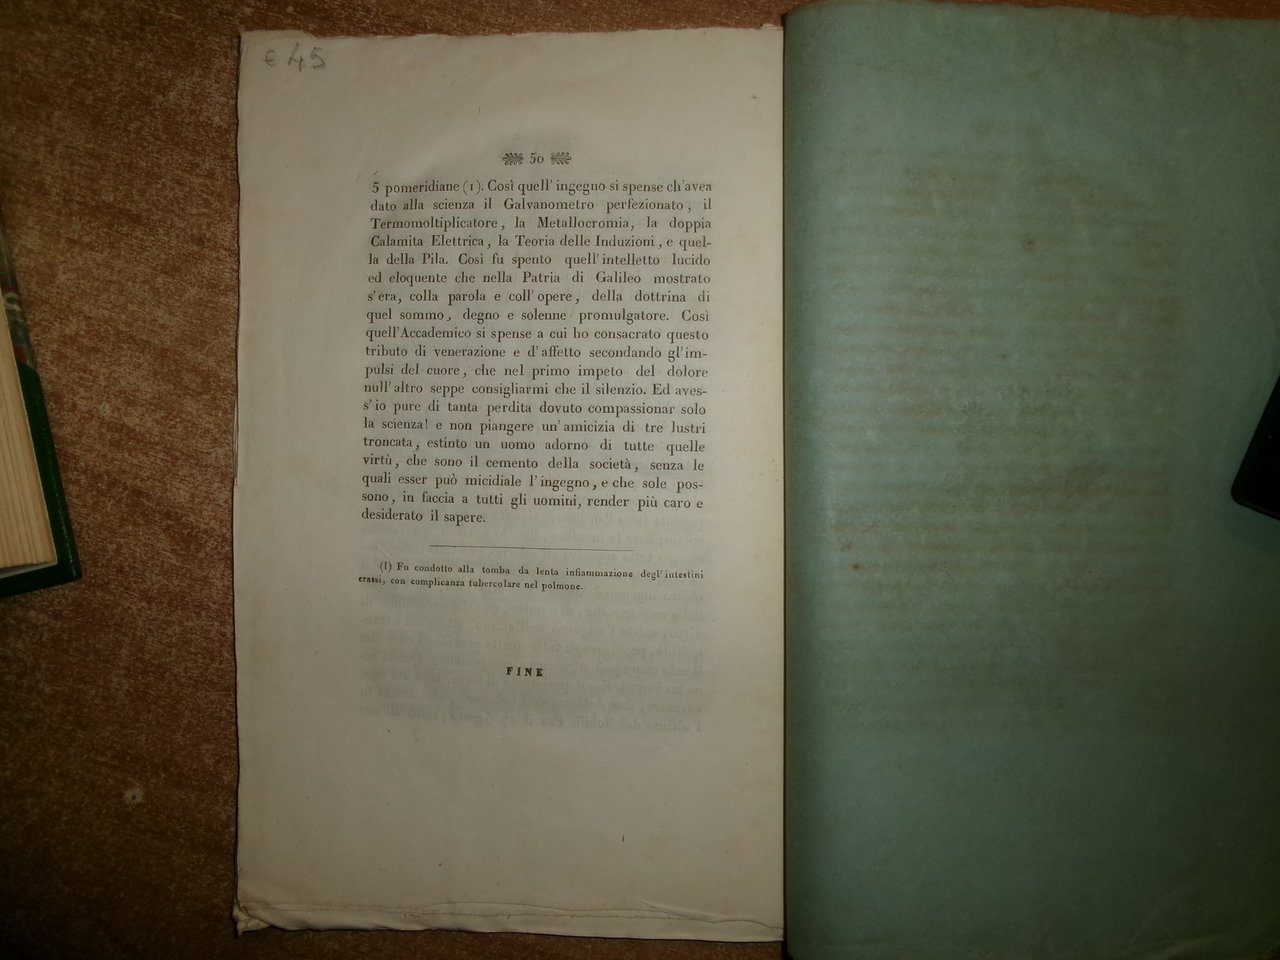 € 45
50
5 pomeridiane (1). Così quell' ingegno si spense ch'avea
dato alla scienza il Galvanometro perfezionato, il
Termomoltiplicatore, la Metallocromia, la doppia
Calamita Elettrica, la Teoria delle Induzioni, e quel-
la della Pila. Così fu spento quell'intelletto lucido
ed eloquente che nella Patria di Galileo mostrato
s'era, colla parola e coll'opere, della dottrina di
quel sommo, degno e solenne promulgatore. Così
quell'Accademico si spense a cui ho consacrato questo
tributo di venerazione e d'affetto secondando gl'im-
pulsi del cuore, che nel primo impeto del dolore
null'altro seppe consigliarmi che il silenzio. Ed aves-
s'io pure di tanta perdita dovuto compassionar solo
la scienza! e non piangere un'amicizia di tre lustri
troncata, estinto un uomo adorno di tutte quelle
virtù, che sono il cemento della società, senza le
quali esser può micidiale l'ingegno, e che sole pos-
sono, in faccia a tutti gli uomini, render più caro e
desiderato il sapere.
(1) Fu condotto alla tomba da lenta infiammazione degl'intestini
crassi, con complicanza tubercolare nel polmone.
FINE